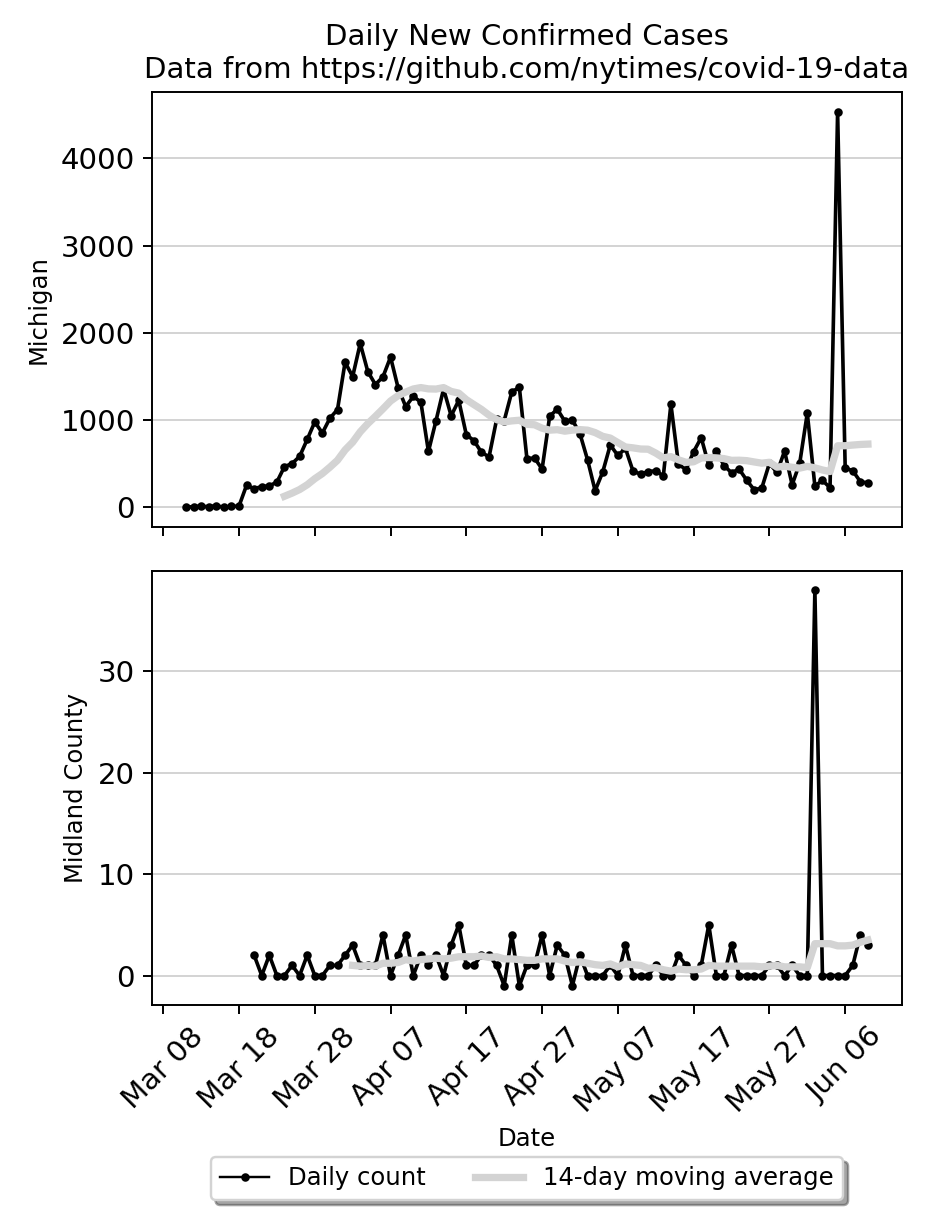 Daily New Confirmed Cases
Data from https://github.com/nytimes/covid-19-data
4000
3000
2000
1000
0
Michigan
30
20
10
0
Midland County
Mar 08
Mar 18
Mar 28
Apr 07
Apr 17
Apr 27
May 07
May 17
May 27
Jun 06
Date
Daily count
14-day moving average